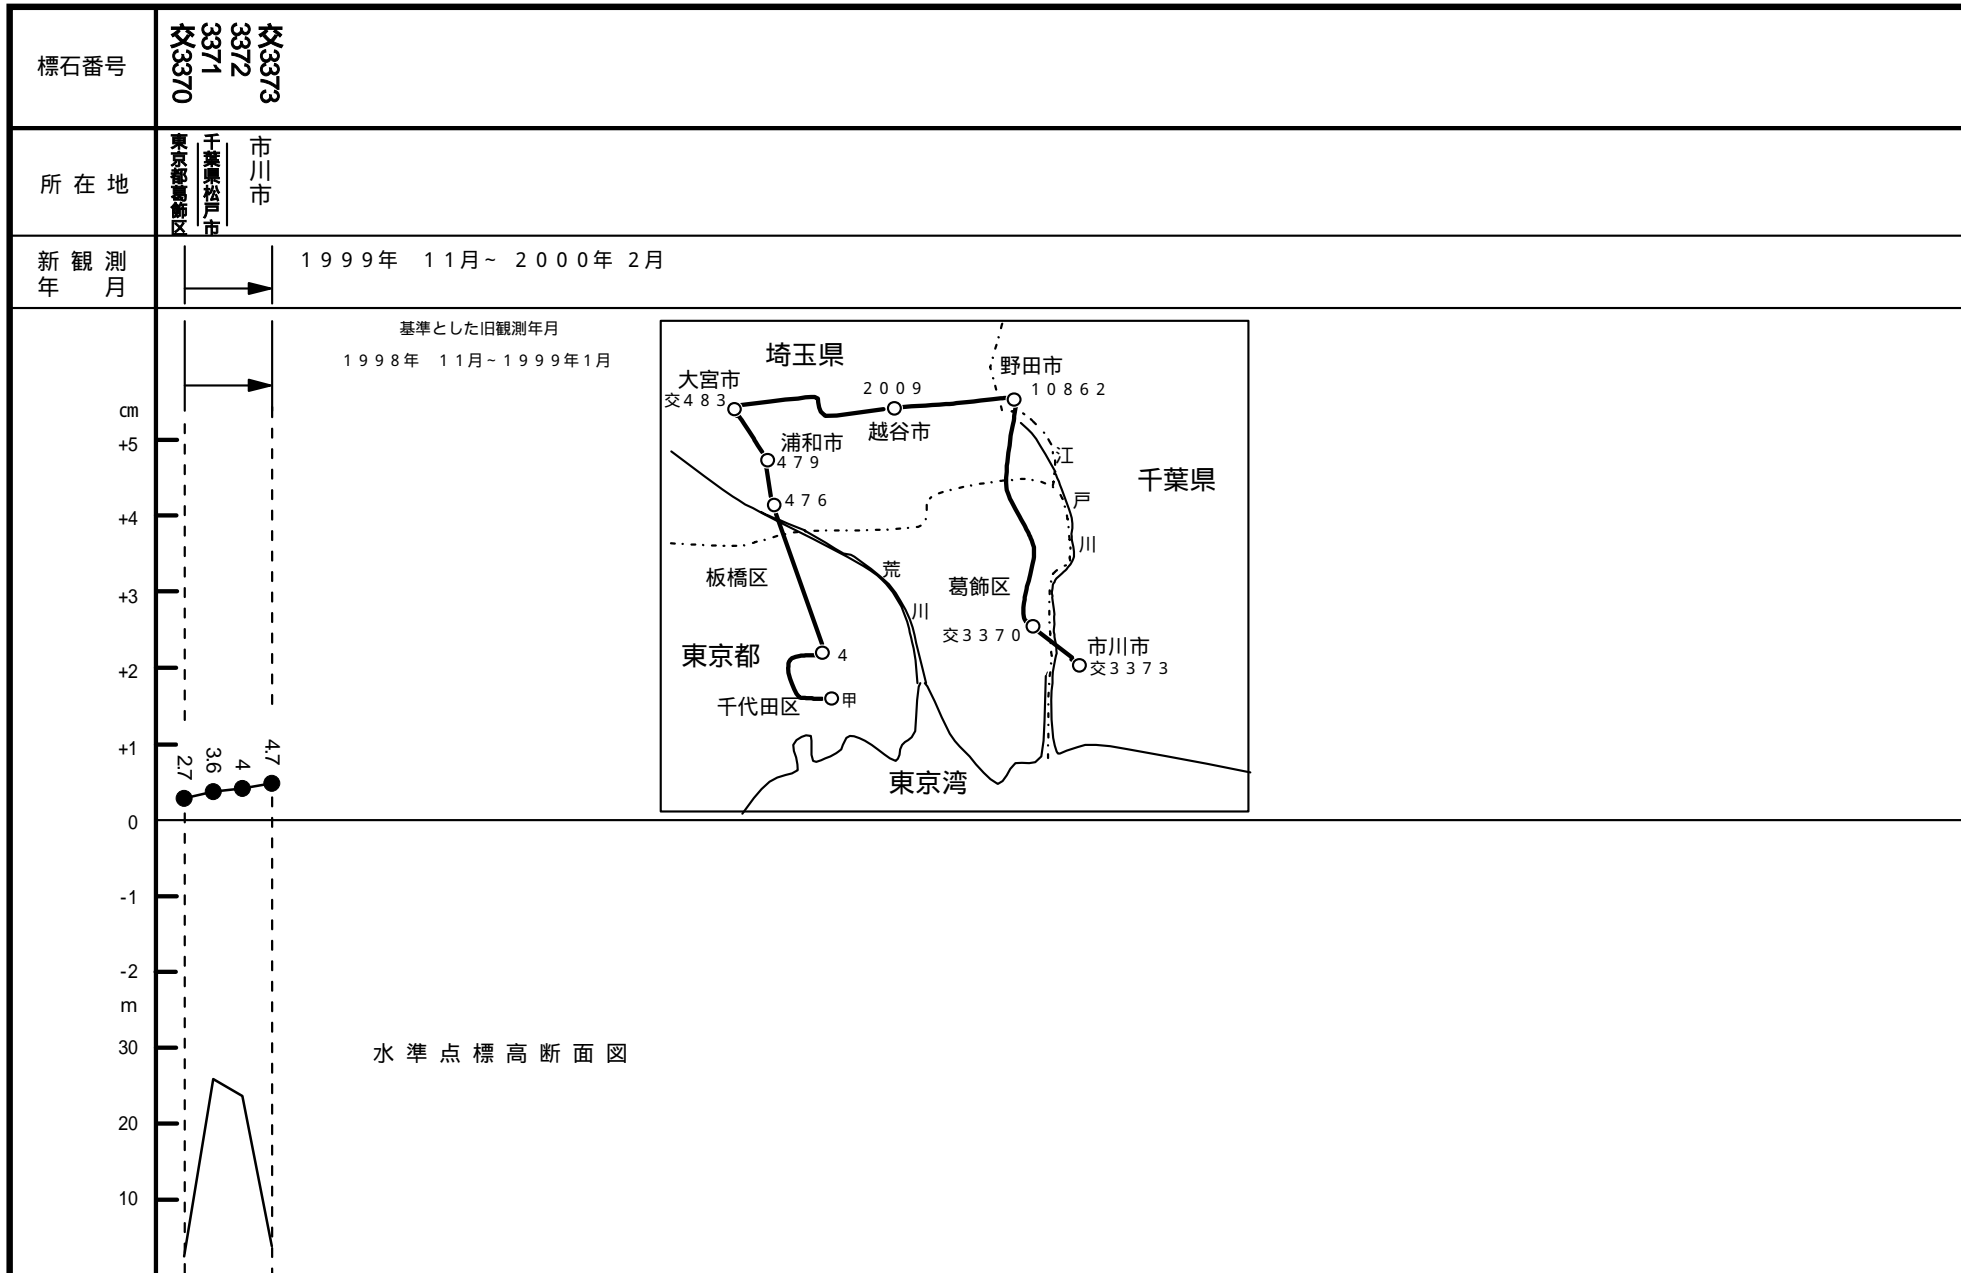 標石番号
交3370
3371
3372
交3373
所在地
東京都葛飾区
千葉県松戸市
市川市
新観測
年月
1999年 11月~ 2000年 2月
基準とした旧観測年月
1998年 11月~1999年1月
cm
+5
+4
+3
+2
+1
0
-1
-2
2.7
3.6
4
4.7
埼玉県
野田市
大宮市
2009
10862
交483
越谷市
浦和市
479
476
江
戸
川
千葉県
荒
川
板橋区
葛飾区
交3370
市川市
交3373
東京都
4
千代田区
甲
東京湾
m
30
20
10
水準点標高断面図